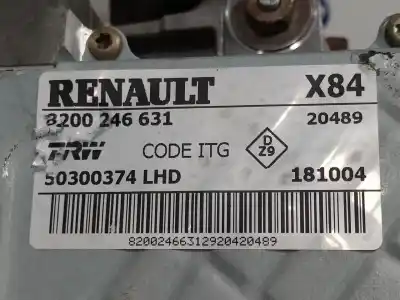 RENAULT X84
8200 246 631 20489
TRW CODE ITG D Z9
50300374 LHD 181004
82002466312920420489